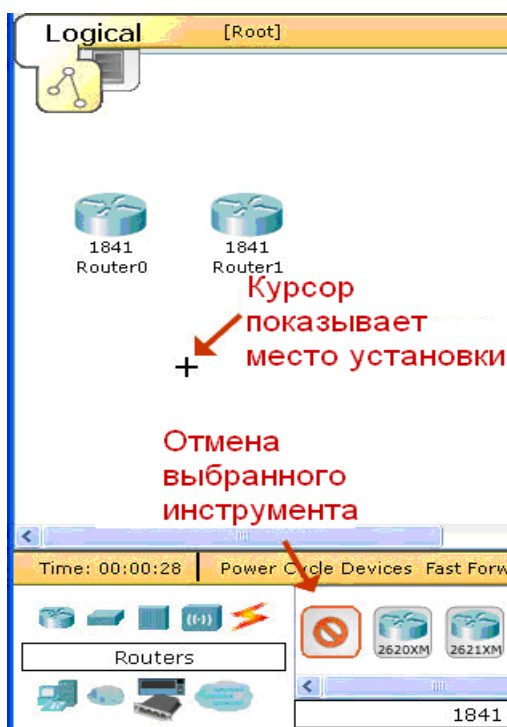 Logical [Root]
1841 1841
Router0 Router1
Курсор
показывает
место установки
Отмена
выбранного
инструмента
Time: 00:00:28 Power Cycle Devices Fast Forw
Routers
2620XM 2621XM
1841